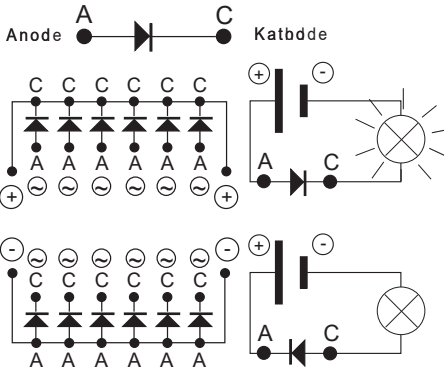 A C
Anode Katbdde
C C C C C C
A A A A A A
+ ~ ~ ~ ~ ~ ~ +
+ -
A C
- ~ ~ ~ ~ ~ ~ -
C C C C C C
A A A A A A
+ -
A C